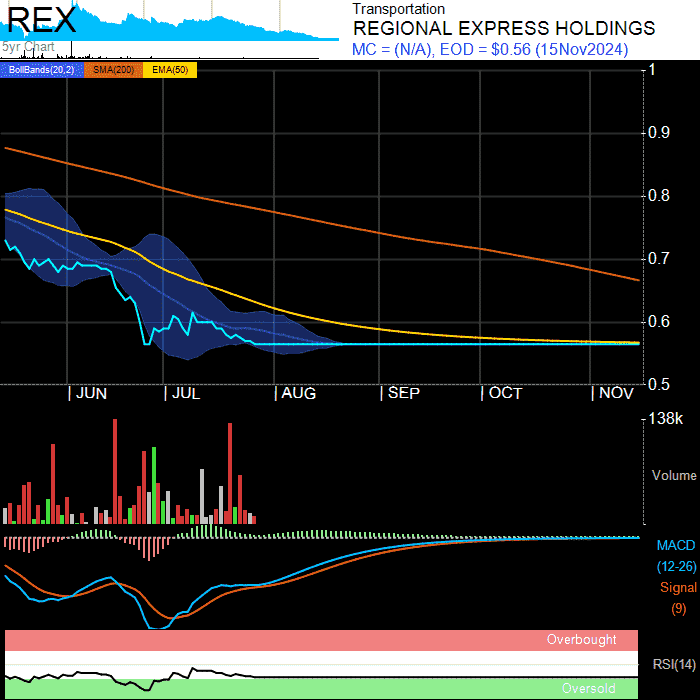 REX
5yr Chart
Transportation
REGIONAL EXPRESS HOLDINGS
MC = (N/A), EOD = $0.56 (15Nov2024)
BollBands(20,2) SMA(200) EMA(50)
1
0.9
0.8
0.7
0.6
0.5
| JUN | JUL | AUG | SEP | OCT | NOV
138k
Volume
MACD
(12-26)
Signal
(9)
Overbought
RSI(14)
Oversold